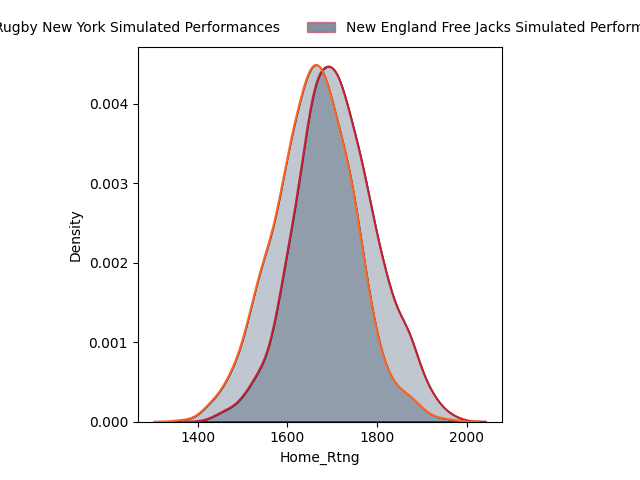 Rugby New York Simulated Performances New England Free Jacks Simulated Perform
0.004
0.003
0.002
0.001
0.000
Density
1400 1600 1800 2000
Home_Rtng